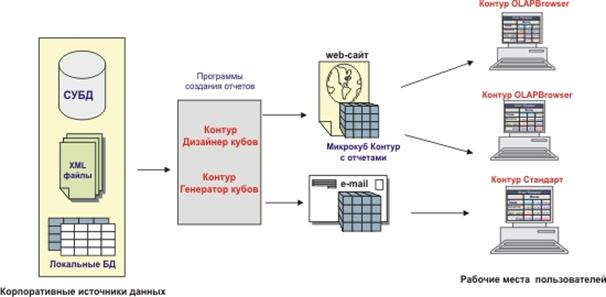 СУБД
XML
файлы
Локальные БД
Корпоративные источники данных
Программы
создания отчетов
Контур
Дизайнер кубов
Контур
Генератор кубов
web-сайт
Микрокуб Контур
с отчетами
e-mail
Контур OLAPBrowser
Контур OLAPBrowser
Контур Стандарт
Рабочие места пользователей